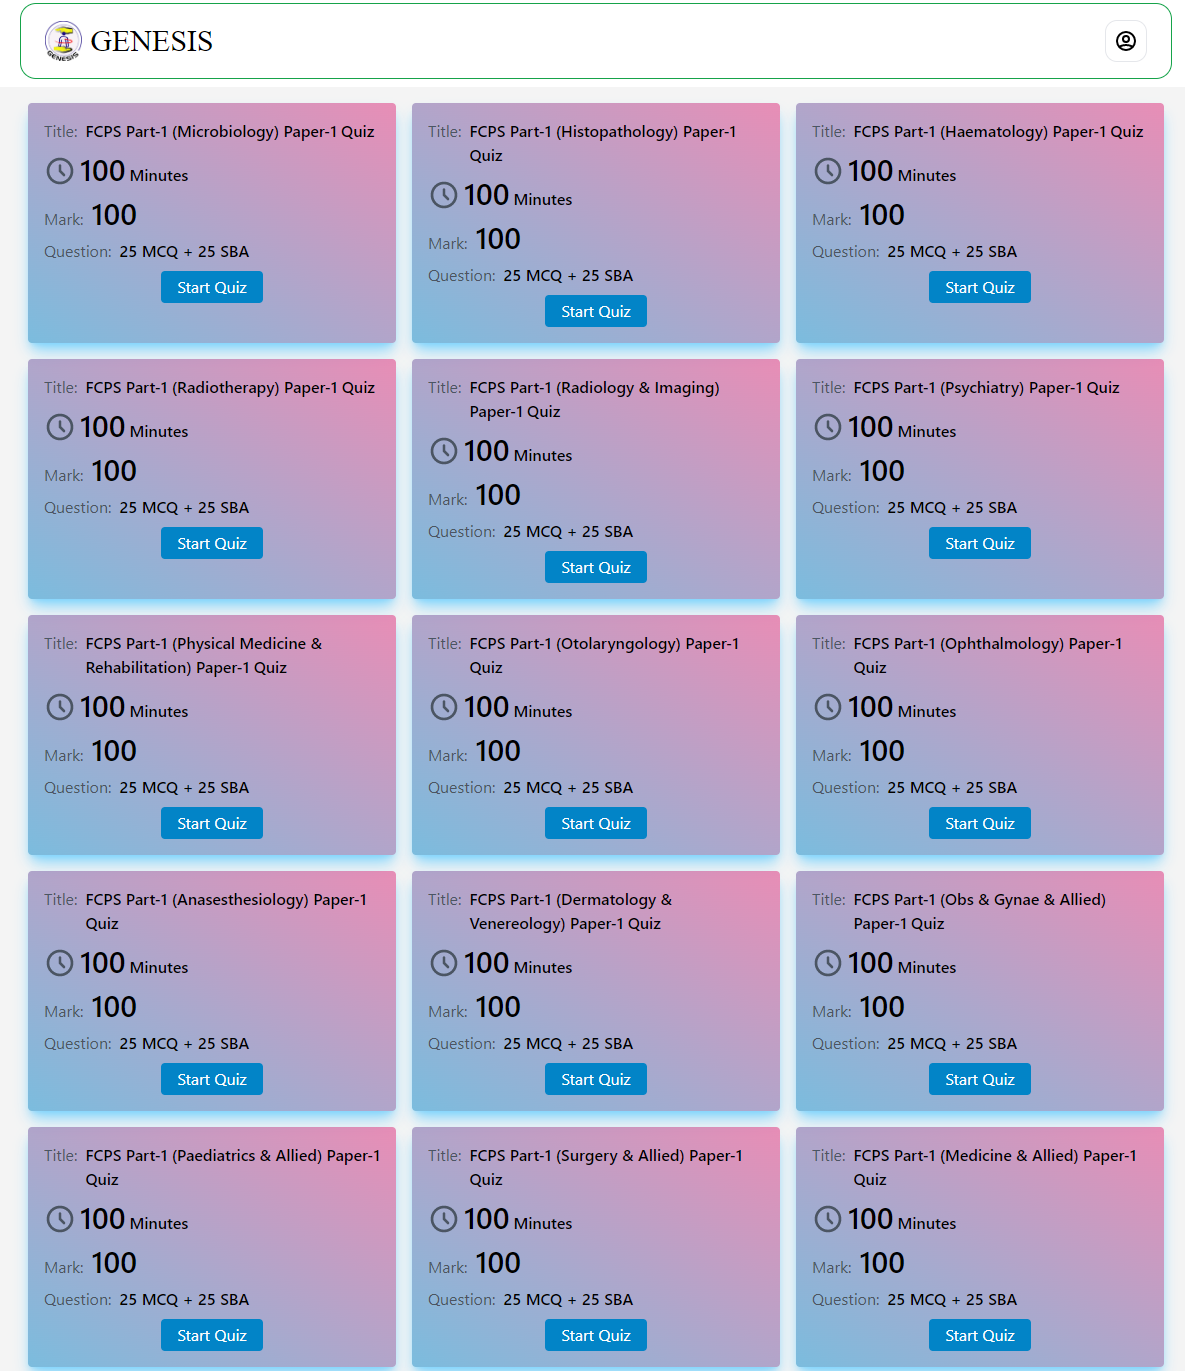 GENESIS
GENESIS
Title: FCPS Part-1 (Microbiology) Paper-1 Quiz
100 Minutes
Mark: 100
Question: 25 MCQ + 25 SBA
Start Quiz
Title: FCPS Part-1 (Histopathology) Paper-1
Quiz
100 Minutes
Mark: 100
Question: 25 MCQ + 25 SBA
Start Quiz
Title: FCPS Part-1 (Haematology) Paper-1 Quiz
100 Minutes
Mark: 100
Question: 25 MCQ + 25 SBA
Start Quiz
Title: FCPS Part-1 (Radiotherapy) Paper-1 Quiz
100 Minutes
Mark: 100
Question: 25 MCQ + 25 SBA
Start Quiz
Title: FCPS Part-1 (Radiology & Imaging)
Paper-1 Quiz
100 Minutes
Mark: 100
Question: 25 MCQ + 25 SBA
Start Quiz
Title: FCPS Part-1 (Psychiatry) Paper-1 Quiz
100 Minutes
Mark: 100
Question: 25 MCQ + 25 SBA
Start Quiz
Title: FCPS Part-1 (Physical Medicine &
Rehabilitation) Paper-1 Quiz
100 Minutes
Mark: 100
Question: 25 MCQ + 25 SBA
Start Quiz
Title: FCPS Part-1 (Otolaryngology) Paper-1
Quiz
100 Minutes
Mark: 100
Question: 25 MCQ + 25 SBA
Start Quiz
Title: FCPS Part-1 (Ophthalmology) Paper-1
Quiz
100 Minutes
Mark: 100
Question: 25 MCQ + 25 SBA
Start Quiz
Title: FCPS Part-1 (Anasesthesiology) Paper-1
Quiz
100 Minutes
Mark: 100
Question: 25 MCQ + 25 SBA
Start Quiz
Title: FCPS Part-1 (Dermatology &
Venereology) Paper-1 Quiz
100 Minutes
Mark: 100
Question: 25 MCQ + 25 SBA
Start Quiz
Title: FCPS Part-1 (Obs & Gynae & Allied)
Paper-1 Quiz
100 Minutes
Mark: 100
Question: 25 MCQ + 25 SBA
Start Quiz
Title: FCPS Part-1 (Paediatrics & Allied) Paper-1
Quiz
100 Minutes
Mark: 100
Question: 25 MCQ + 25 SBA
Start Quiz
Title: FCPS Part-1 (Surgery & Allied) Paper-1
Quiz
100 Minutes
Mark: 100
Question: 25 MCQ + 25 SBA
Start Quiz
Title: FCPS Part-1 (Medicine & Allied) Paper-1
Quiz
100 Minutes
Mark: 100
Question: 25 MCQ + 25 SBA
Start Quiz